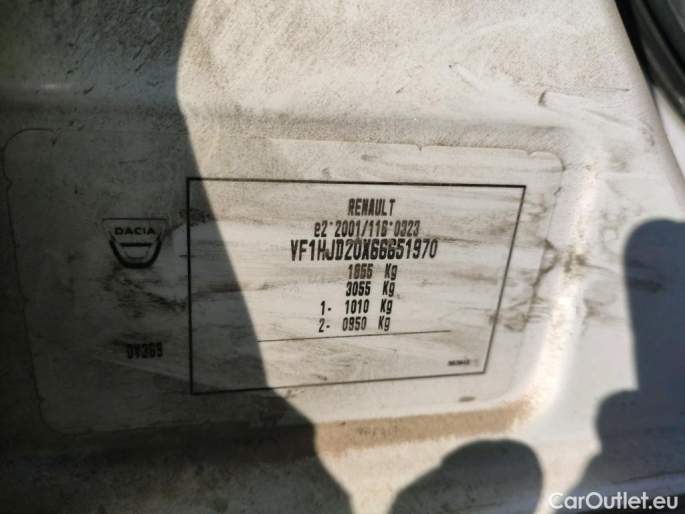 DACIA
RENAULT
e2*2001/116*0323
VF1HJD20X66651970
1855 Kg
3055 Kg
1- 1010 Kg
2- 0950 Kg
CarOutlet.eu